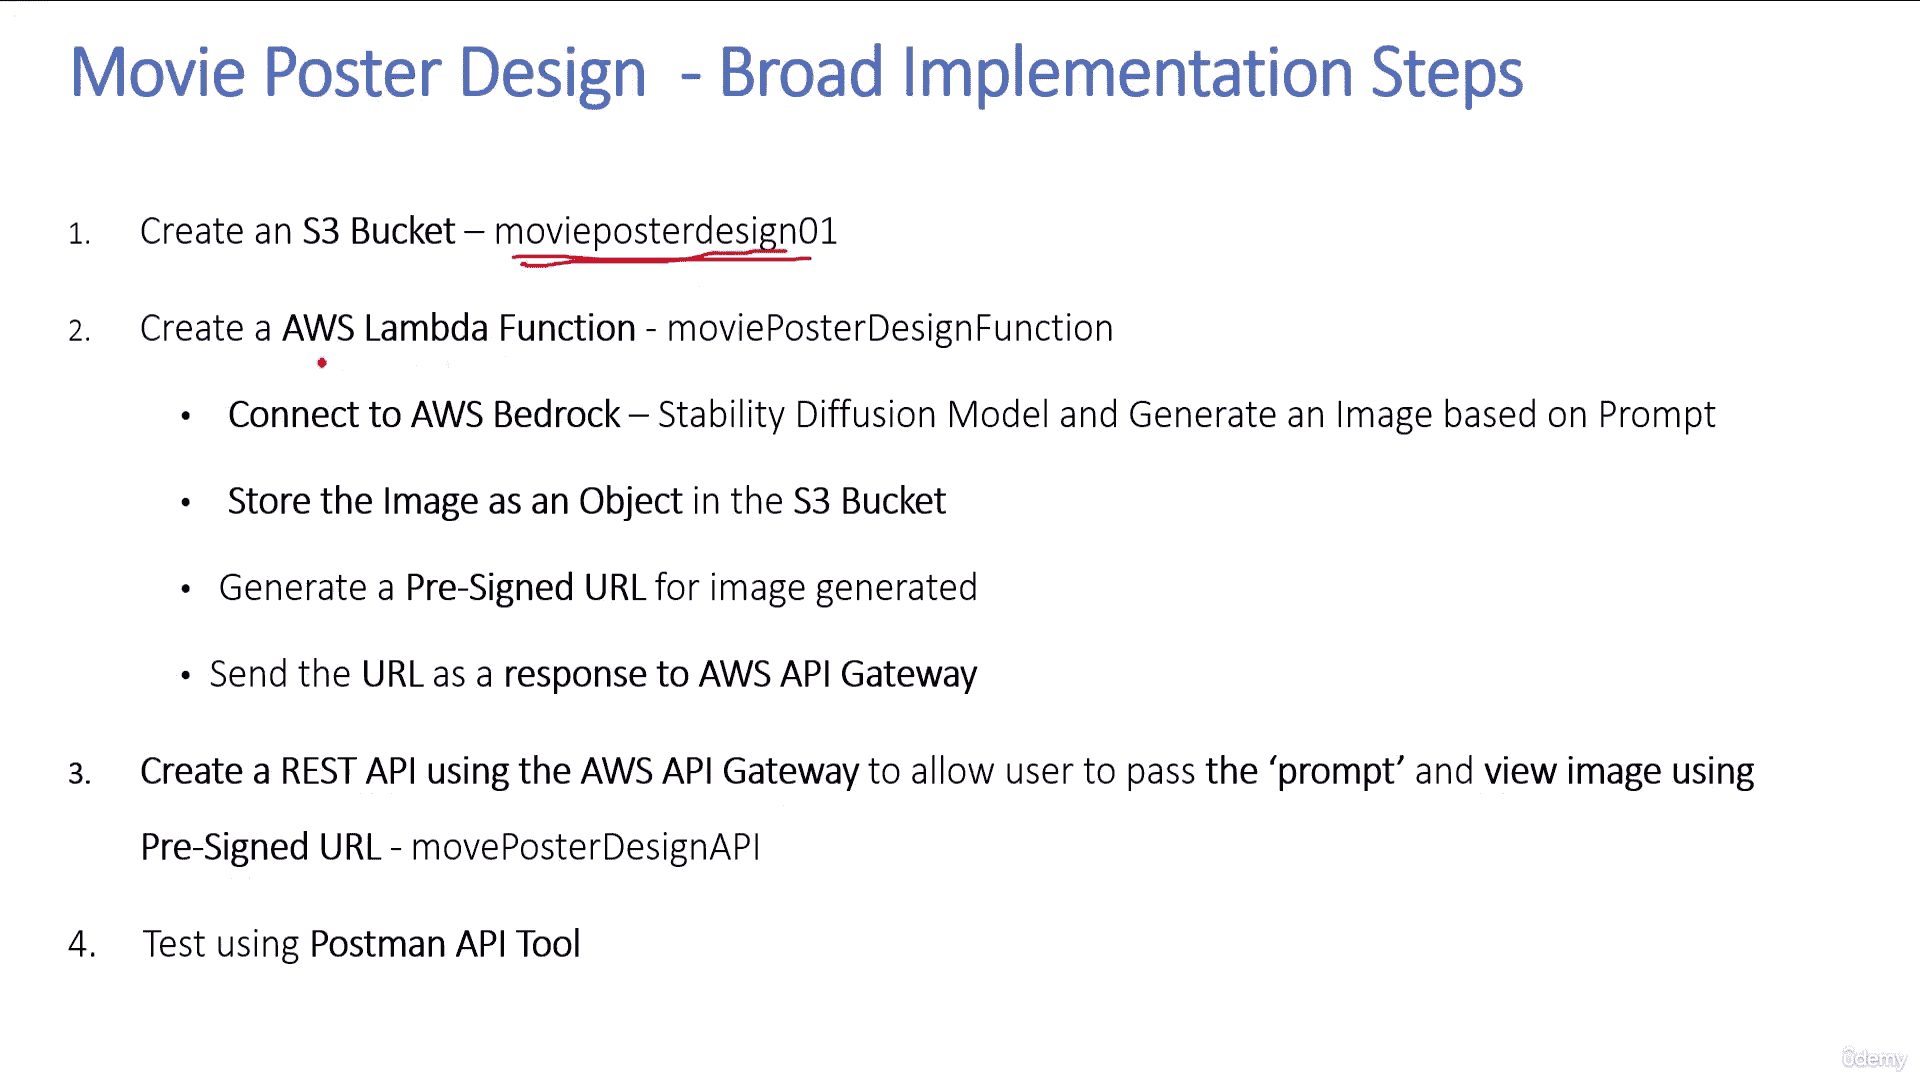 Movie Poster Design - Broad Implementation Steps
1. Create an S3 Bucket – movieposterdesign01
2. Create a AWS Lambda Function - moviePosterDesignFunction
• Connect to AWS Bedrock – Stability Diffusion Model and Generate an Image based on Prompt
• Store the Image as an Object in the S3 Bucket
• Generate a Pre-Signed URL for image generated
• Send the URL as a response to AWS API Gateway
3. Create a REST API using the AWS API Gateway to allow user to pass the ‘prompt’ and view image using
Pre-Signed URL - movePosterDesignAPI
4. Test using Postman API Tool
ûdemy